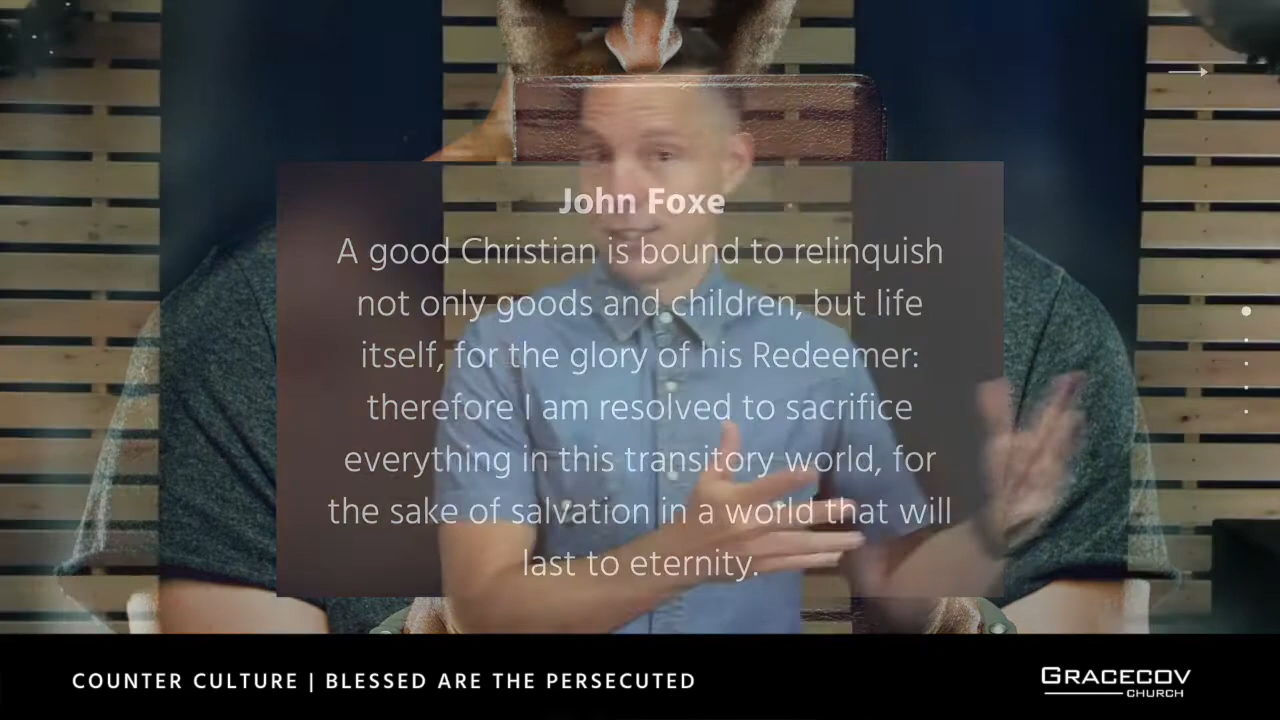 John Foxe
A good Christian is bound to relinquish
not only goods and children, but life
itself, for the glory of his Redeemer:
therefore I am resolved to sacrifice
everything in this transitory world, for
the sake of salvation in a world that will
last to eternity.
COUNTER CULTURE | BLESSED ARE THE PERSECUTED
GRACECOV
CHURCH